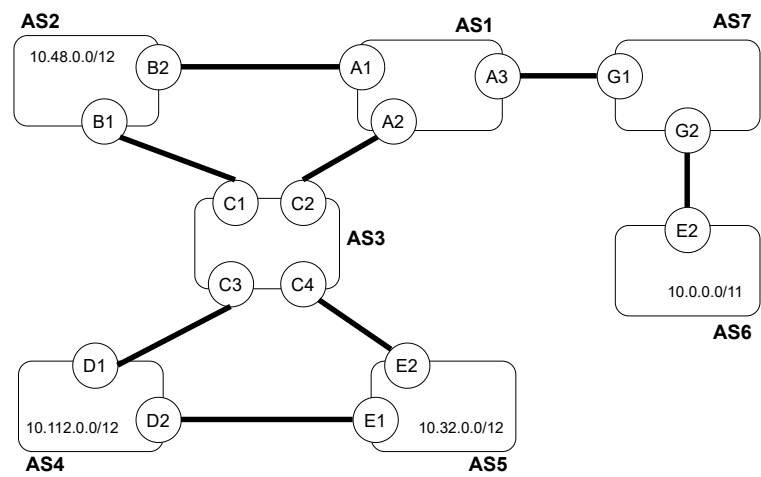 AS2
AS1
AS7
10.48.0.0/12
B2
A1
A3
G1
B1
A2
G2
C1
C2
AS3
E2
C3
C4
10.0.0.0/11
AS6
D1
E2
10.112.0.0/12
D2
E1
10.32.0.0/12
AS4
AS5